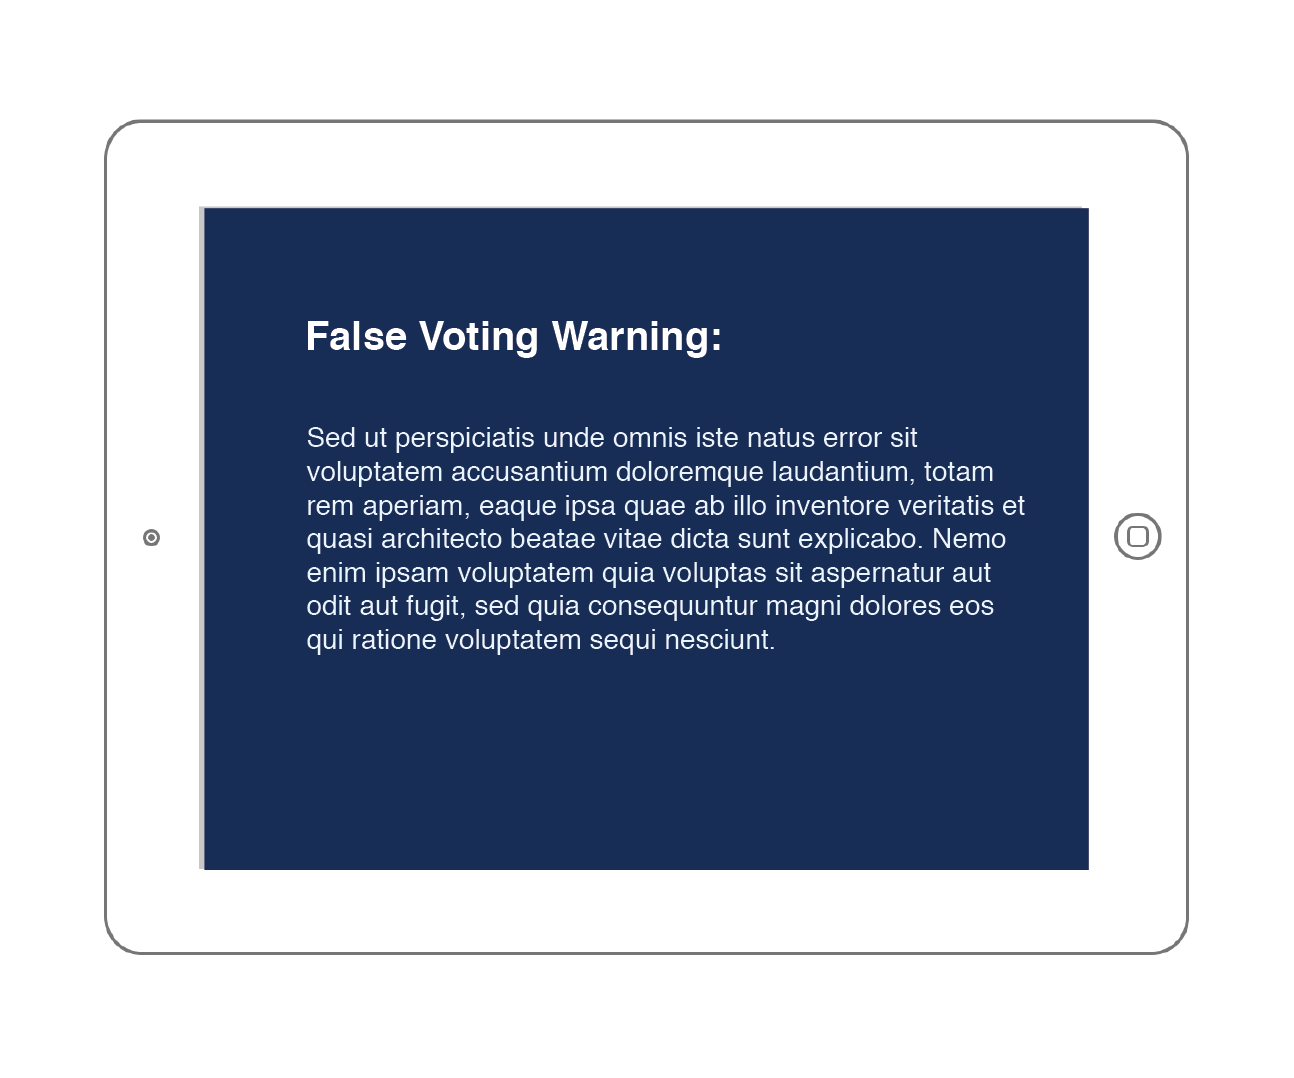 False Voting Warning:
Sed ut perspiciatis unde omnis iste natus error sit
voluptatem accusantium doloremque laudantium, totam
rem aperiam, eaque ipsa quae ab illo inventore veritatis et
quasi architecto beatae vitae dicta sunt explicabo. Nemo
enim ipsam voluptatem quia voluptas sit aspernatur aut
odit aut fugit, sed quia consequuntur magni dolores eos
qui ratione voluptatem sequi nesciunt.